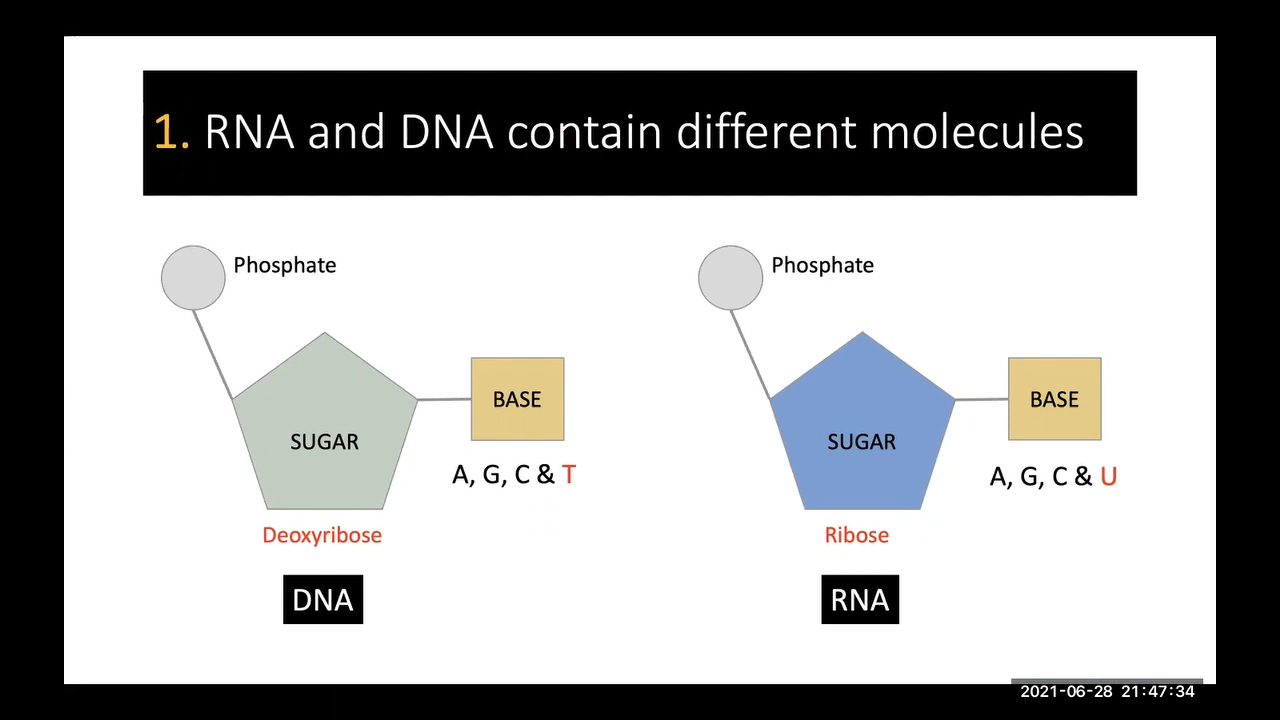 1. RNA and DNA contain different molecules
Phosphate
SUGAR
BASE
A, G, C & T
Deoxyribose
DNA
Phosphate
SUGAR
BASE
A, G, C & U
Ribose
RNA
2021-06-28 21:47:34